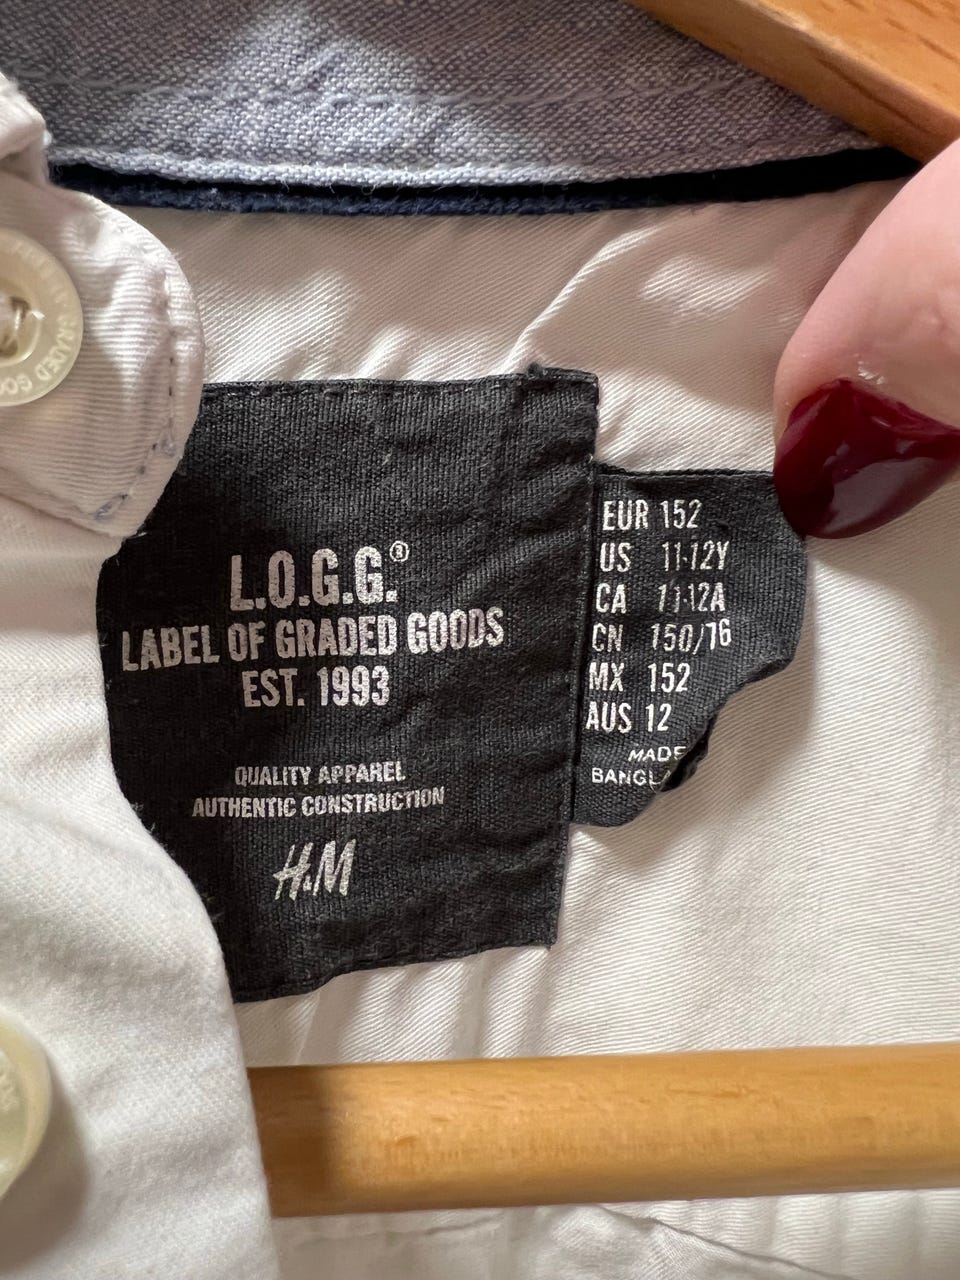 L.O.G.G.®
LABEL OF GRADED GOODS
EST. 1993
QUALITY APPAREL
AUTHENTIC CONSTRUCTION
H&M
EUR 152
US 11-12Y
CA 11-12A
CN 150/76
MX 152
AUS 12
MADE